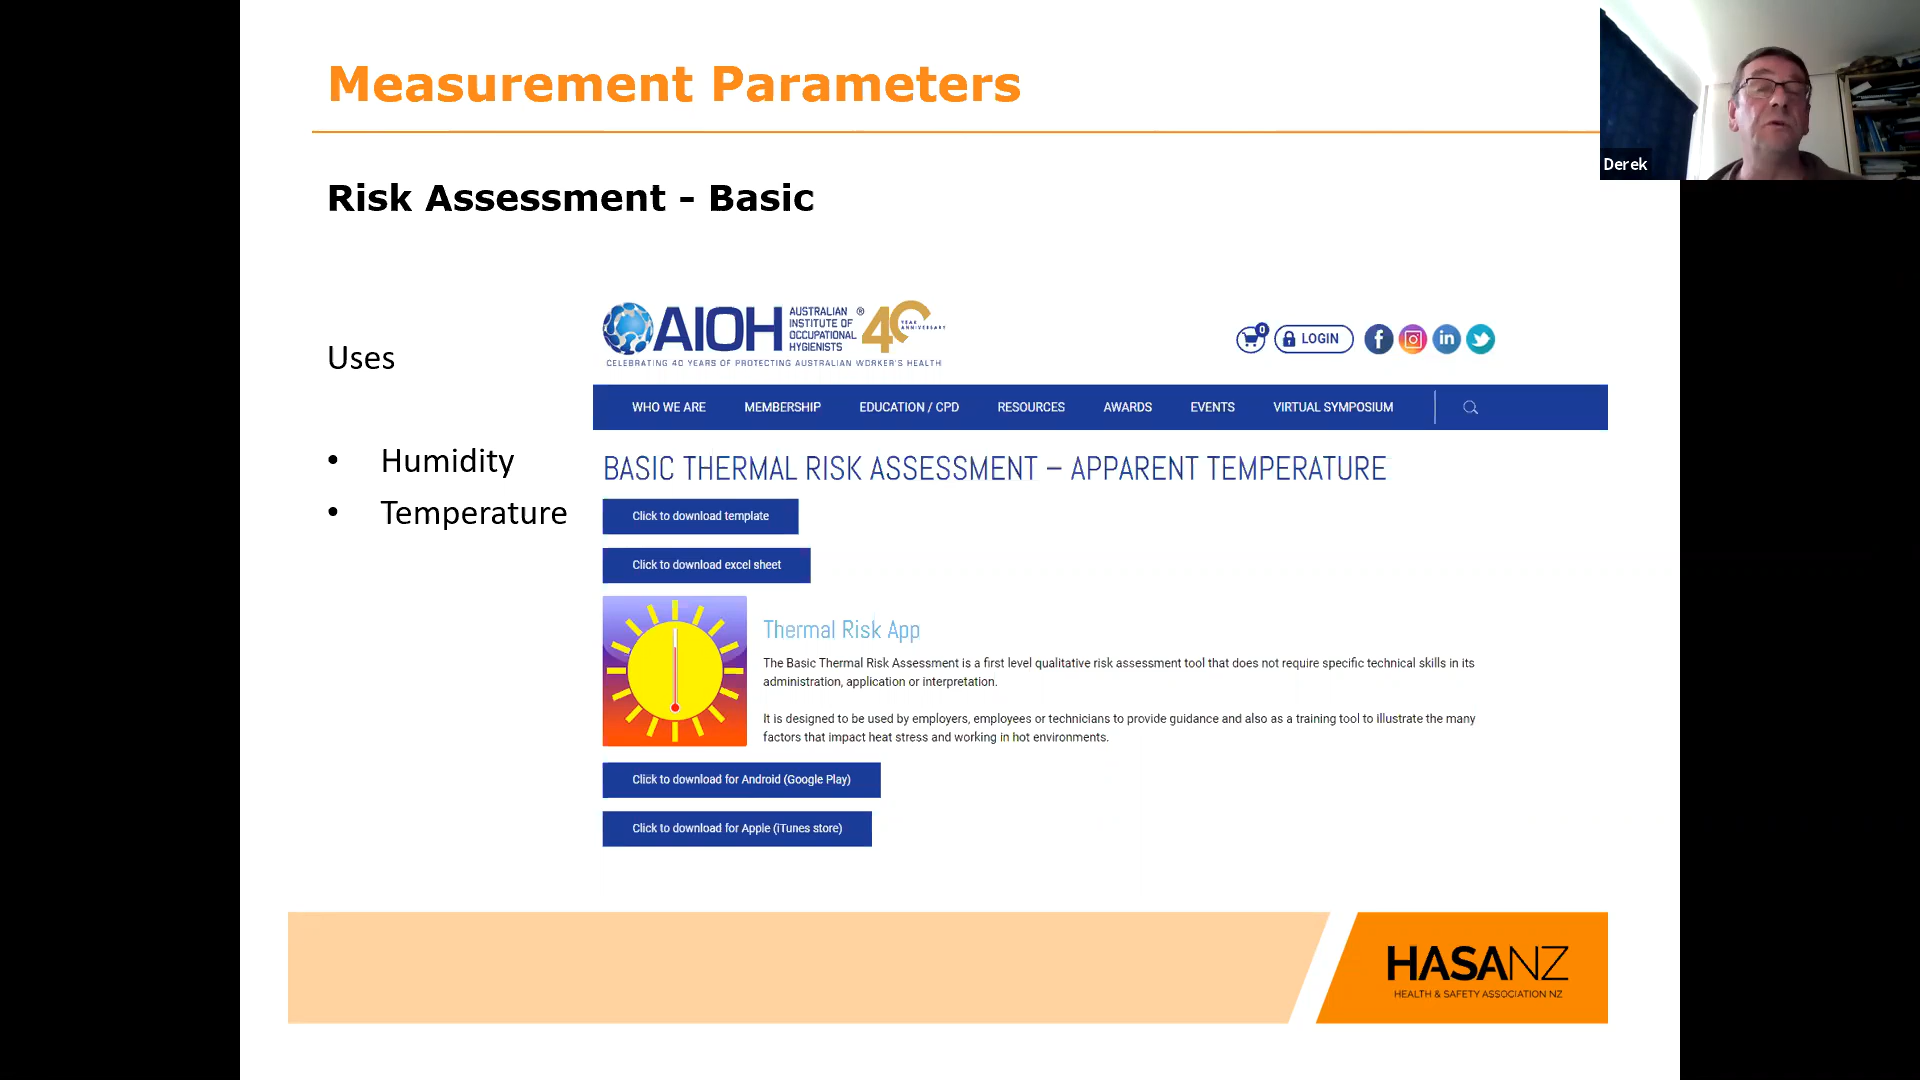 Measurement Parameters
Derek
Risk Assessment - Basic
Uses
• Humidity
• Temperature
AIOH
AUSTRALIAN ®
INSTITUTE OF
OCCUPATIONAL
HYGIENISTS
40
YEAR
ANNIVERSARY
CELEBRATING 40 YEARS OF PROTECTING AUSTRALIAN WORKER'S HEALTH
0
LOGIN
f
in
WHO WE ARE MEMBERSHIP EDUCATION / CPD RESOURCES AWARDS EVENTS VIRTUAL SYMPOSIUM
BASIC THERMAL RISK ASSESSMENT – APPARENT TEMPERATURE
Click to download template
Click to download excel sheet
Thermal Risk App
The Basic Thermal Risk Assessment is a first level qualitative risk assessment tool that does not require specific technical skills in its
administration, application or interpretation.
It is designed to be used by employers, employees or technicians to provide guidance and also as a training tool to illustrate the many
factors that impact heat stress and working in hot environments.
Click to download for Android (Google Play)
Click to download for Apple (iTunes store)
HASANZ
HEALTH & SAFETY ASSOCIATION NZ